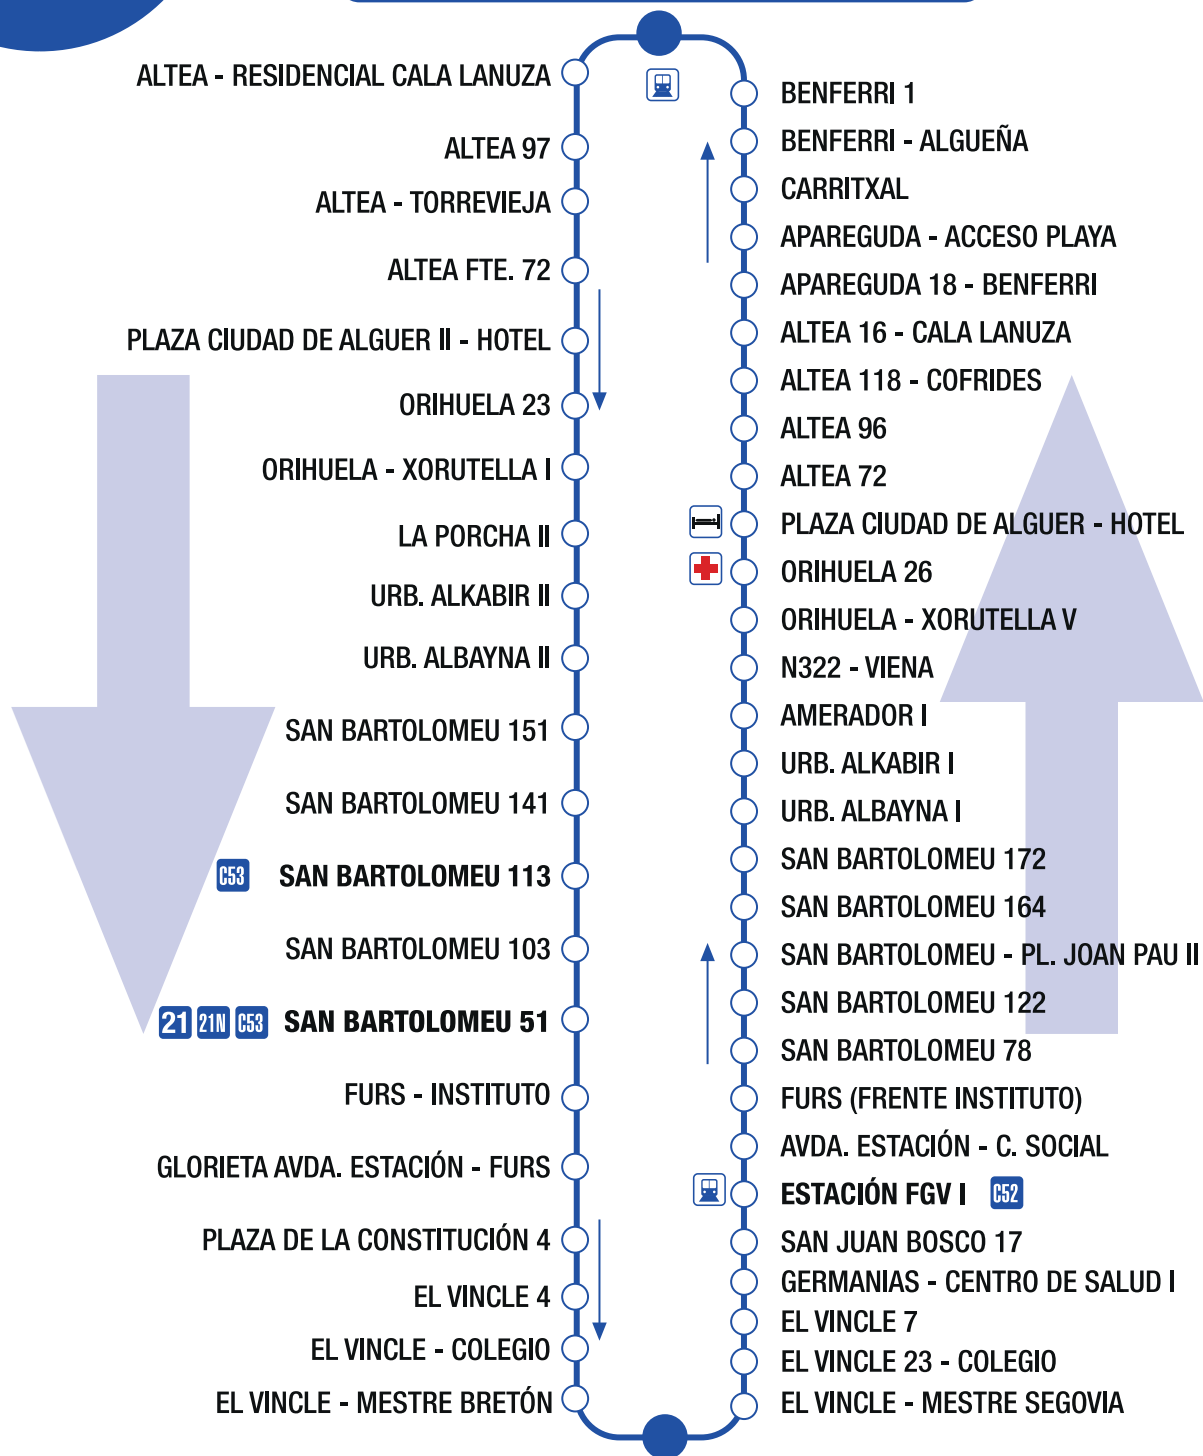 ALTEA - RESIDENCIAL CALA LANUZA
ALTEA 97
ALTEA - TORREVIEJA
ALTEA FTE. 72
PLAZA CIUDAD DE ALGUER II - HOTEL
ORIHUELA 23
ORIHUELA - XORUTELLA I
LA PORCHA II
URB. ALKABIR II
URB. ALBAYNA II
SAN BARTOLOMEU 151
SAN BARTOLOMEU 141
C53 SAN BARTOLOMEU 113
SAN BARTOLOMEU 103
21 21N C53 SAN BARTOLOMEU 51
FURS - INSTITUTO
GLORIETA AVDA. ESTACIÓN - FURS
PLAZA DE LA CONSTITUCIÓN 4
EL VINCLE 4
EL VINCLE - COLEGIO
EL VINCLE - MESTRE BRETÓN
BENFERRI 1
BENFERRI - ALGUEÑA
CARRITXAL
APAREGUDA - ACCESO PLAYA
APAREGUDA 18 - BENFERRI
ALTEA 16 - CALA LANUZA
ALTEA 118 - COFRIDES
ALTEA 96
ALTEA 72
PLAZA CIUDAD DE ALGUER - HOTEL
ORIHUELA 26
ORIHUELA - XORUTELLA V
N322 - VIENA
AMERADOR I
URB. ALKABIR I
URB. ALBAYNA I
SAN BARTOLOMEU 172
SAN BARTOLOMEU 164
SAN BARTOLOMEU - PL. JOAN PAU II
SAN BARTOLOMEU 122
SAN BARTOLOMEU 78
FURS (FRENTE INSTITUTO)
AVDA. ESTACIÓN - C. SOCIAL
ESTACIÓN FGV I C52
SAN JUAN BOSCO 17
GERMANIAS - CENTRO DE SALUD I
EL VINCLE 7
EL VINCLE 23 - COLEGIO
EL VINCLE - MESTRE SEGOVIA